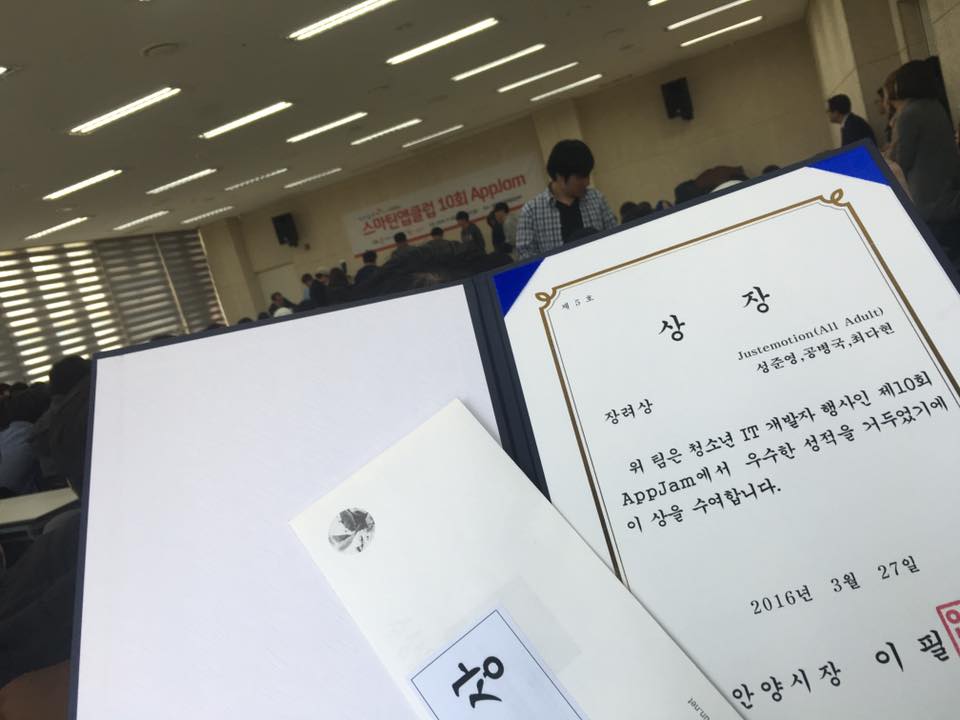 스마틴앱클럽 10회 AppJam
제 5 호
상 장
Justemotion(All Adult)
성준영,공병국,최다현
장려상
위 팀은 청소년 IT 개발자 행사인 제10회
AppJam에서 우수한 성적을 거두었기에
이 상을 수여합니다.
2016년 3월 27일
안양시장 이 필
상
un.net